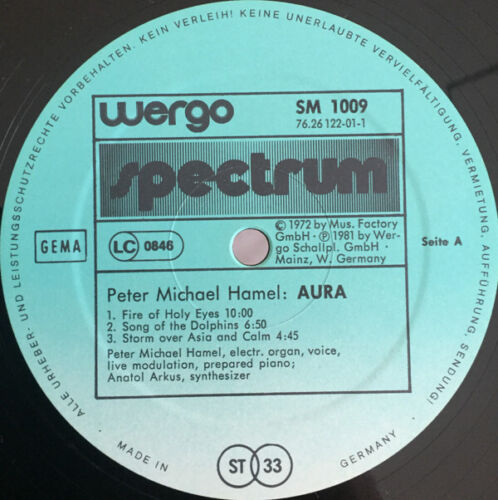 ALLE URHEBER- UND LEISTUNGSSCHUTZRECHTE VORBEHALTEN. KEIN VERLEIH! KEINE UNERLAUBTE VERVIELFÄLTIGUNG, VERMIETUNG, AUFFÜHRUNG, SENDUNG!
wergo
SM 1009
76.26 122-01-1
spectrum
GEMA
LC 0846
© 1972 by Mus. Factory
GmbH · Ⓟ 1981 by Wer-
go Schallpl. GmbH ·
Mainz, W. Germany
Seite A
Peter Michael Hamel: AURA
1. Fire of Holy Eyes 10:00
2. Song of the Dolphins 6:50
3. Storm over Asia and Calm 4:45
Peter Michael Hamel, electr. organ, voice,
live modulation, prepared piano;
Anatol Arkus, synthesizer
MADE IN
ST 33
GERMANY